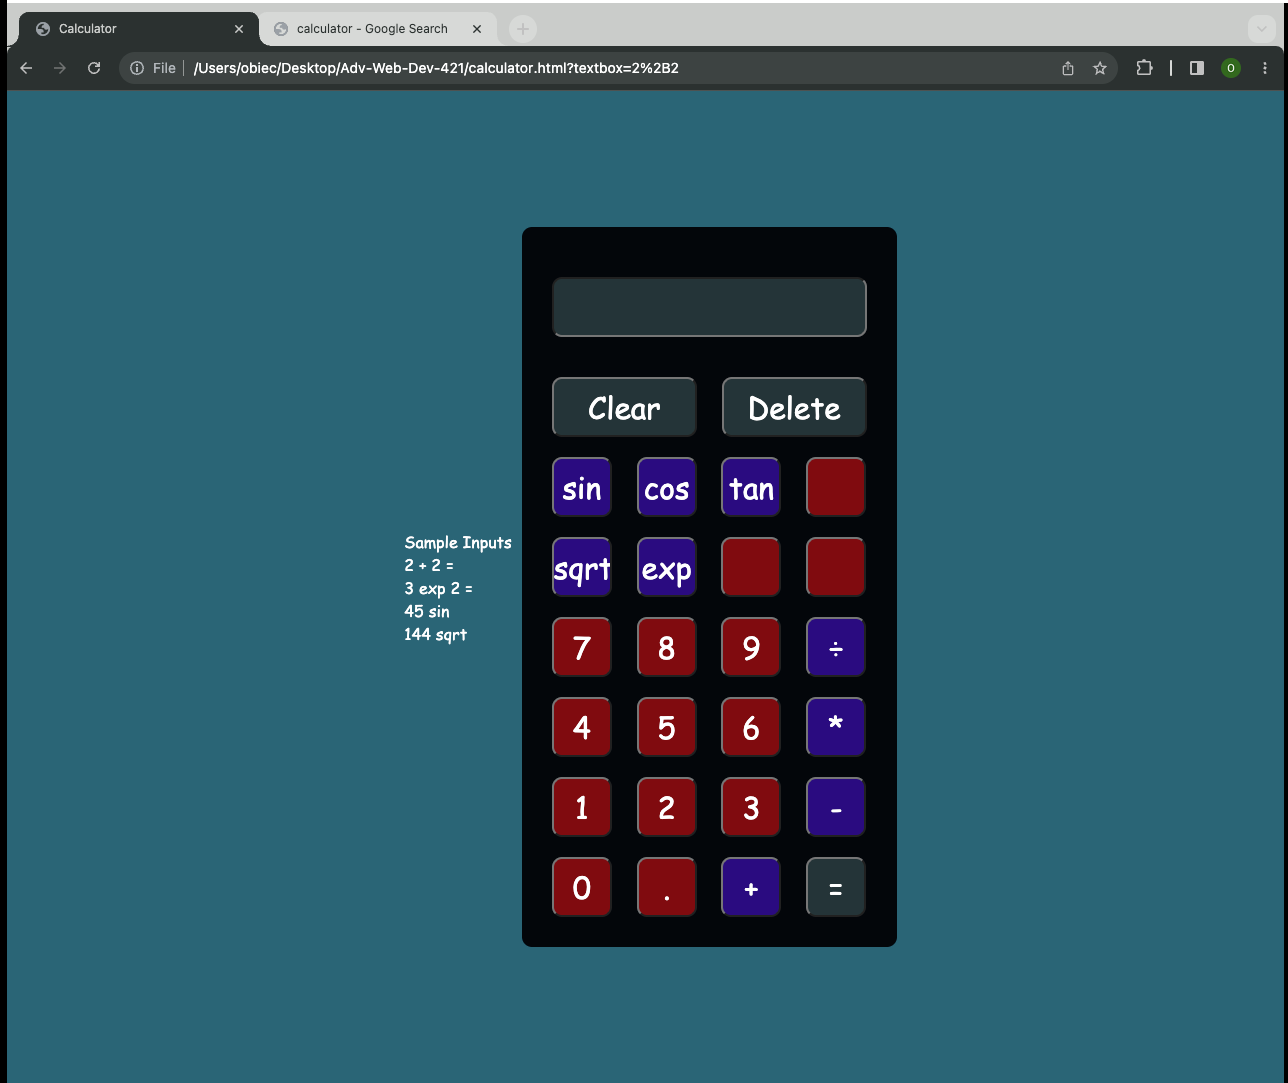 Calculator
calculator - Google Search
File /Users/obiec/Desktop/Adv-Web-Dev-421/calculator.html?textbox=2%2B2
O
Clear Delete
sin cos tan
Sample Inputs
2 + 2 =
3 exp 2 =
45 sin
144 sqrt
sqrt exp
7 8 9 ÷
4 5 6 *
1 2 3 -
0 . + =